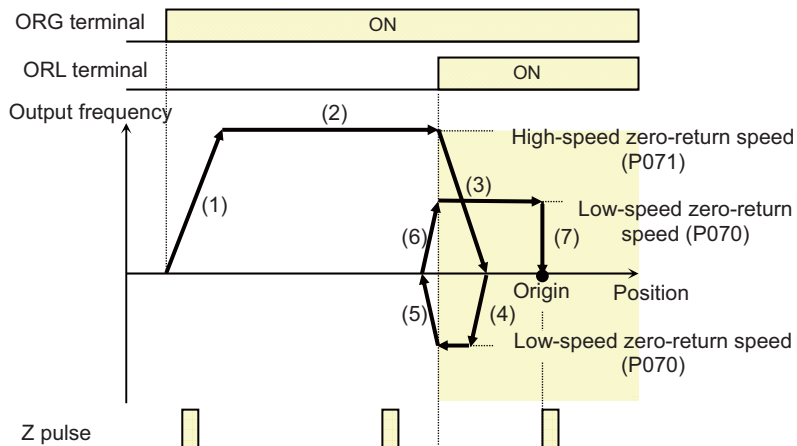 ORG terminal
ON
ORL terminal
ON
Output frequency
(2)
High-speed zero-return speed
(P071)
(1)
(3)
Low-speed zero-return
speed (P070)
(6)
(7)
Origin
Position
(5)
(4)
Low-speed zero-return speed
(P070)
Z pulse